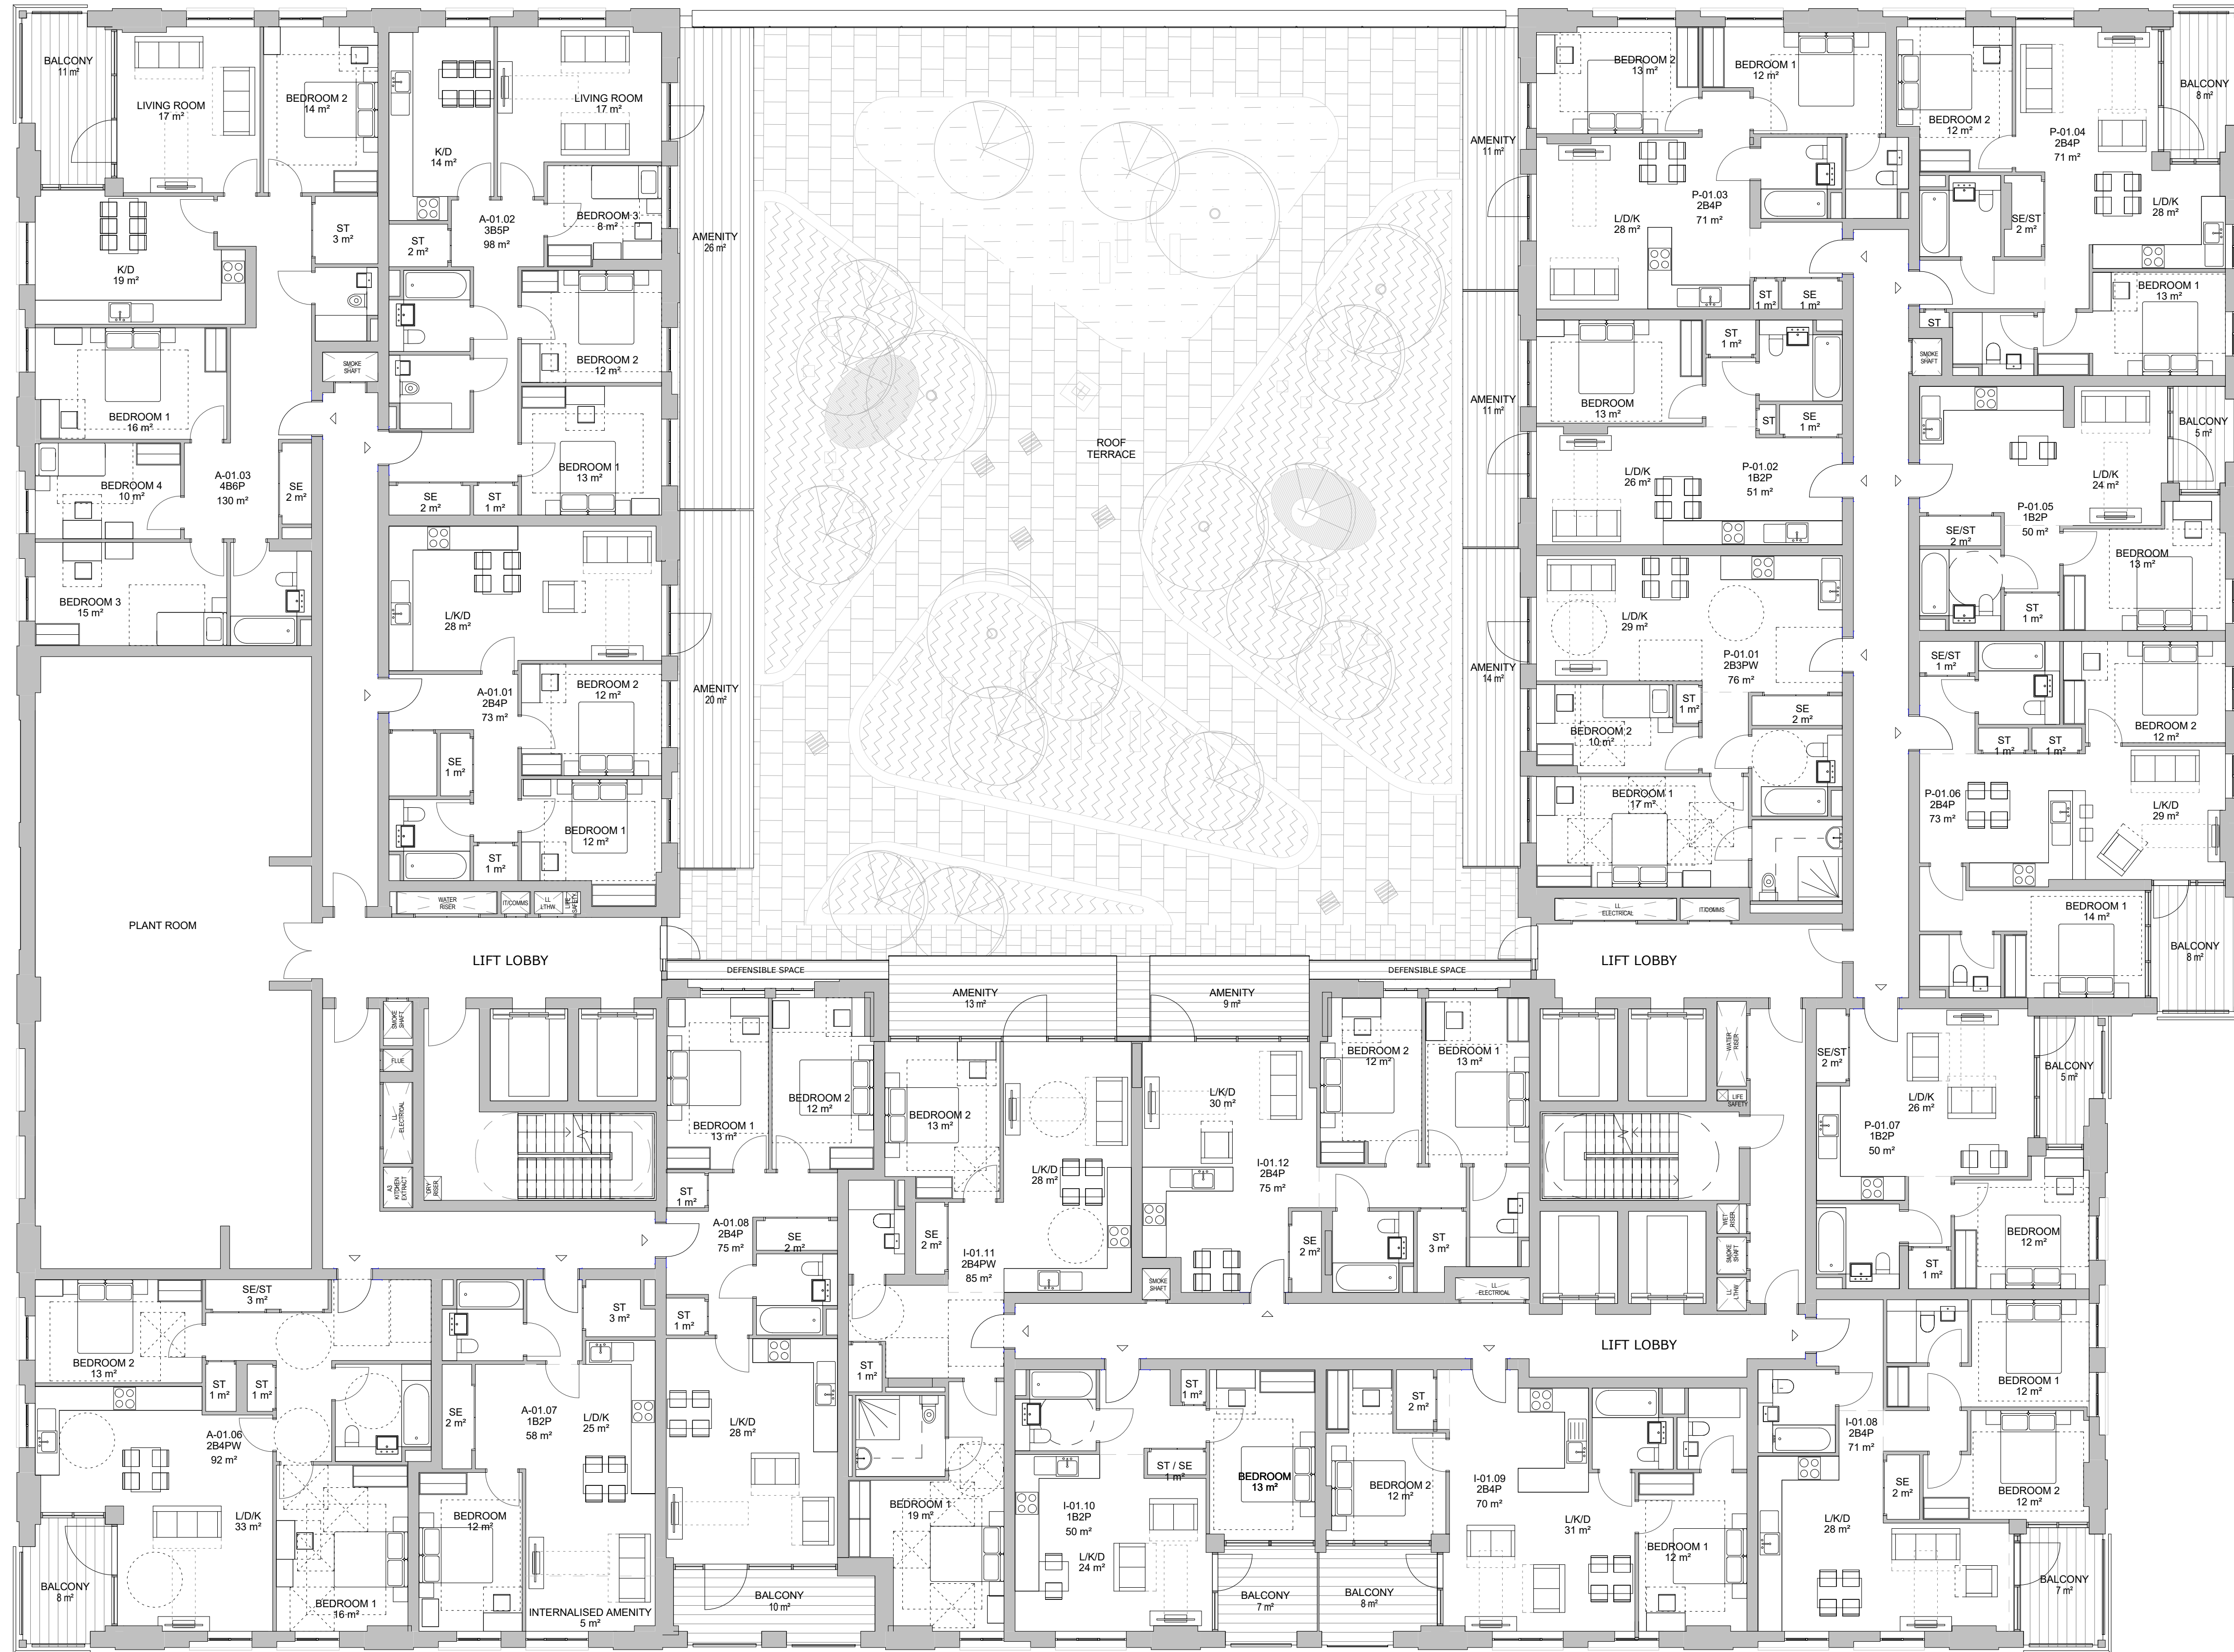 BALCONY
11 m²
LIVING ROOM
17 m²
BEDROOM 2
14 m²
K/D
14 m²
LIVING ROOM
17 m²
ST
3 m²
K/D
19 m²
ST
2 m²
A-01.02
3B5P
98 m²
BEDROOM 3
8 m²
BEDROOM 2
12 m²
SMOKE
SHAFT
BEDROOM 1
16 m²
BEDROOM 4
10 m²
A-01.03
4B6P
130 m²
SE
2 m²
BEDROOM 3
15 m²
SE
2 m²
ST
1 m²
BEDROOM 1
13 m²
L/K/D
28 m²
A-01.01
2B4P
73 m²
BEDROOM 2
12 m²
SE
1 m²
BEDROOM 1
12 m²
ST
1 m²
WATER
RISER
IT/COMMS
LL
LTHW
LIFE
SAFETY
PLANT ROOM
LIFT LOBBY
AMENITY
26 m²
AMENITY
20 m²
ROOF
TERRACE
AMENITY
11 m²
AMENITY
11 m²
AMENITY
14 m²
DEFENSIBLE SPACE
AMENITY
13 m²
AMENITY
9 m²
DEFENSIBLE SPACE
BEDROOM 2
13 m²
BEDROOM 1
12 m²
P-01.03
2B4P
71 m²
L/D/K
28 m²
ST
1 m²
SE
1 m²
BEDROOM 2
12 m²
P-01.04
2B4P
71 m²
BALCONY
8 m²
SE/ST
2 m²
L/D/K
28 m²
BEDROOM 1
13 m²
ST
SMOKE
SHAFT
BEDROOM
13 m²
ST
1 m²
ST
SE
1 m²
L/D/K
26 m²
P-01.02
1B2P
51 m²
BALCONY
5 m²
L/D/K
24 m²
P-01.05
1B2P
50 m²
SE/ST
2 m²
BEDROOM
13 m²
ST
1 m²
L/D/K
29 m²
P-01.01
2B3PW
76 m²
ST
1 m²
SE
2 m²
BEDROOM 2
10 m²
BEDROOM 1
17 m²
LL
ELECTRICAL
IT/COMMS
LIFT LOBBY
SE/ST
1 m²
BEDROOM 2
12 m²
ST
1 m²
ST
1 m²
P-01.06
2B4P
73 m²
L/K/D
29 m²
BEDROOM 1
14 m²
BALCONY
8 m²
SMOKE
SHAFT
FLUE
LL
ELECTRICAL
A3
KITCHEN
EXTRACT
DRY
RISER
BEDROOM 1
13 m²
BEDROOM 2
12 m²
ST
1 m²
A-01.08
2B4P
75 m²
SE
2 m²
ST
1 m²
L/K/D
28 m²
BALCONY
10 m²
BEDROOM 2
13 m²
L/K/D
28 m²
SE
2 m²
I-01.11
2B4PW
85 m²
ST
1 m²
BEDROOM 1
19 m²
L/K/D
30 m²
I-01.12
2B4P
75 m²
BEDROOM 2
12 m²
BEDROOM 1
13 m²
SE
2 m²
ST
3 m²
SMOKE
SHAFT
LL
ELECTRICAL
WATER
RISER
LIFE
SAFETY
WET
RISER
SMOKE
SHAFT
LL
LTHW
LIFT LOBBY
SE/ST
2 m²
BALCONY
5 m²
L/D/K
26 m²
P-01.07
1B2P
50 m²
BEDROOM
12 m²
ST
1 m²
SE/ST
3 m²
BEDROOM 2
13 m²
ST
1 m²
ST
1 m²
A-01.06
2B4PW
92 m²
L/D/K
33 m²
BALCONY
8 m²
BEDROOM 1
16 m²
ST
3 m²
SE
2 m²
A-01.07
1B2P
58 m²
L/D/K
25 m²
BEDROOM
12 m²
INTERNALISED AMENITY
5 m²
ST
1 m²
ST / SE
1 m²
BEDROOM
13 m²
I-01.10
1B2P
50 m²
L/K/D
24 m²
BALCONY
7 m²
ST
2 m²
BEDROOM 2
12 m²
BALCONY
8 m²
I-01.09
2B4P
70 m²
L/K/D
31 m²
BEDROOM 1
12 m²
BEDROOM 1
12 m²
I-01.08
2B4P
71 m²
SE
2 m²
BEDROOM 2
12 m²
L/K/D
28 m²
BALCONY
7 m²